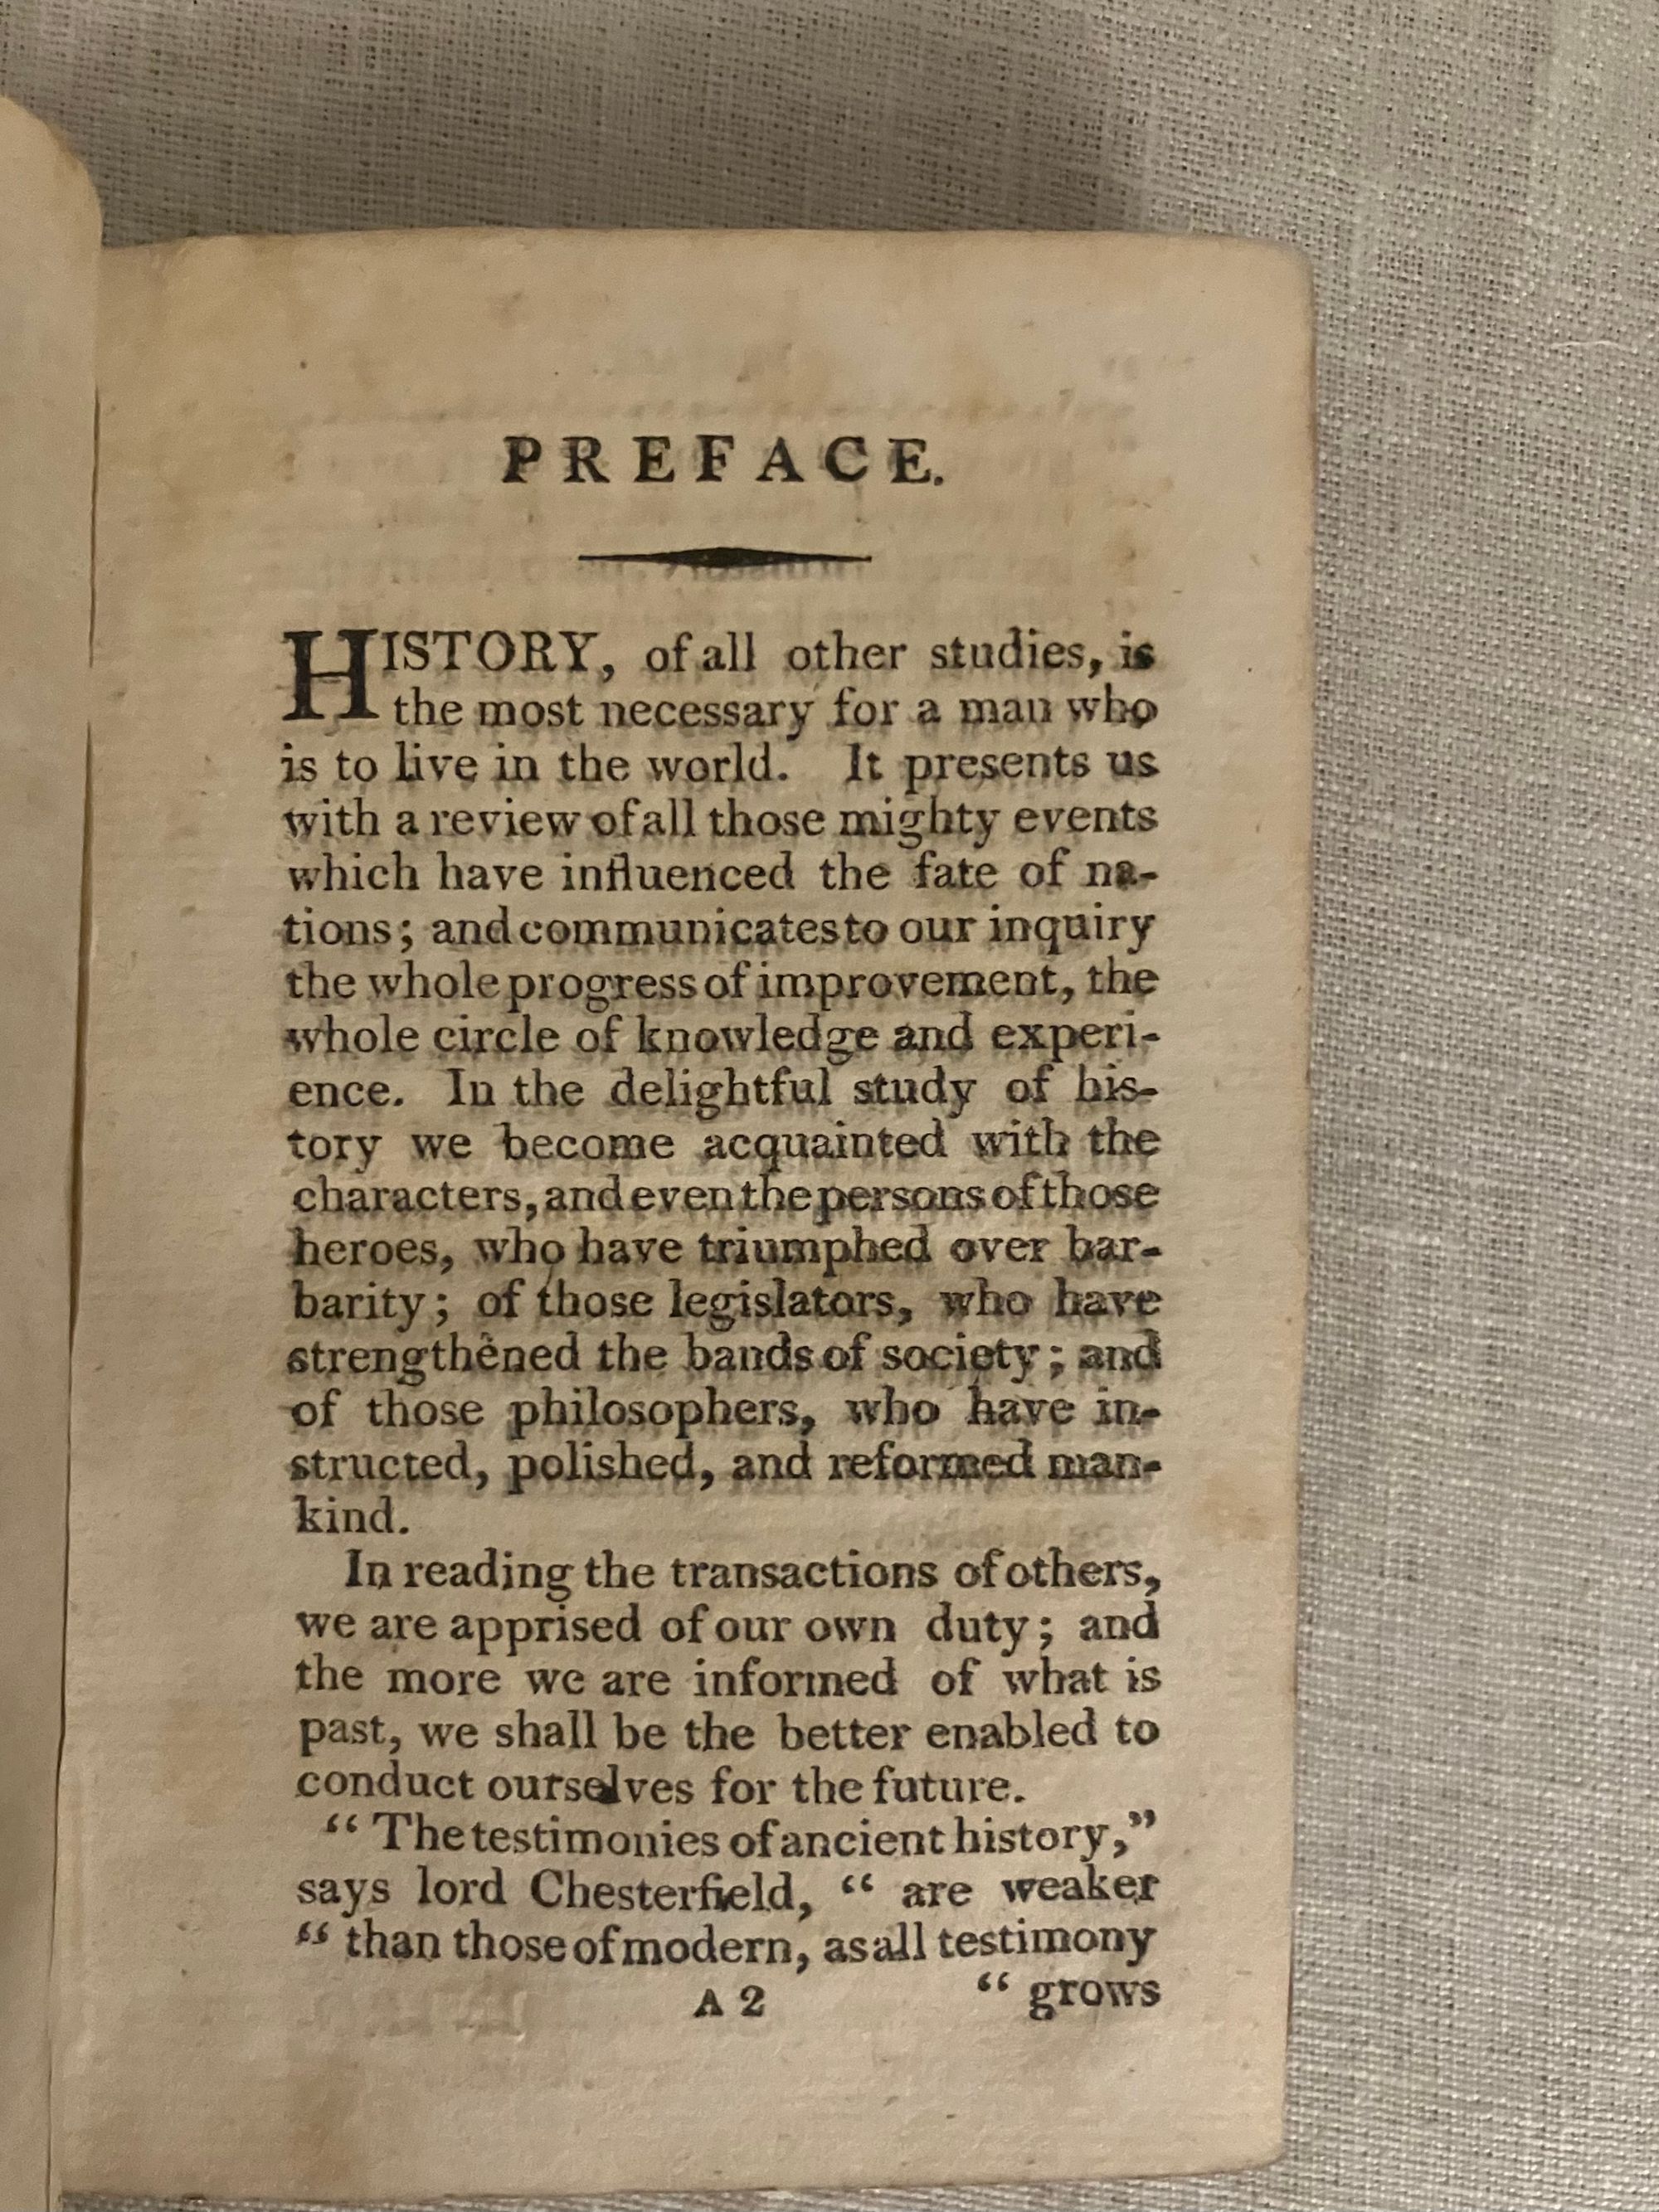 PREFACE.
HISTORY, of all other studies, is
the most necessary for a man who
is to live in the world. It presents us
with a review of all those mighty events
which have influenced the fate of na-
tions; and communicates to our inquiry
the whole progress of improvement, the
whole circle of knowledge and experi-
ence. In the delightful study of his-
tory we become acquainted with the
characters, and even the persons of those
heroes, who have triumphed over bar-
barity; of those legislators, who have
strengthened the bands of society; and
of those philosophers, who have in-
structed, polished, and reformed man-
kind.
In reading the transactions of others,
we are apprised of our own duty; and
the more we are informed of what is
past, we shall be the better enabled to
conduct ourselves for the future.
“ The testimonies of ancient history,”
says lord Chesterfield, “ are weaker
“ than those of modern, as all testimony
A 2 “ grows